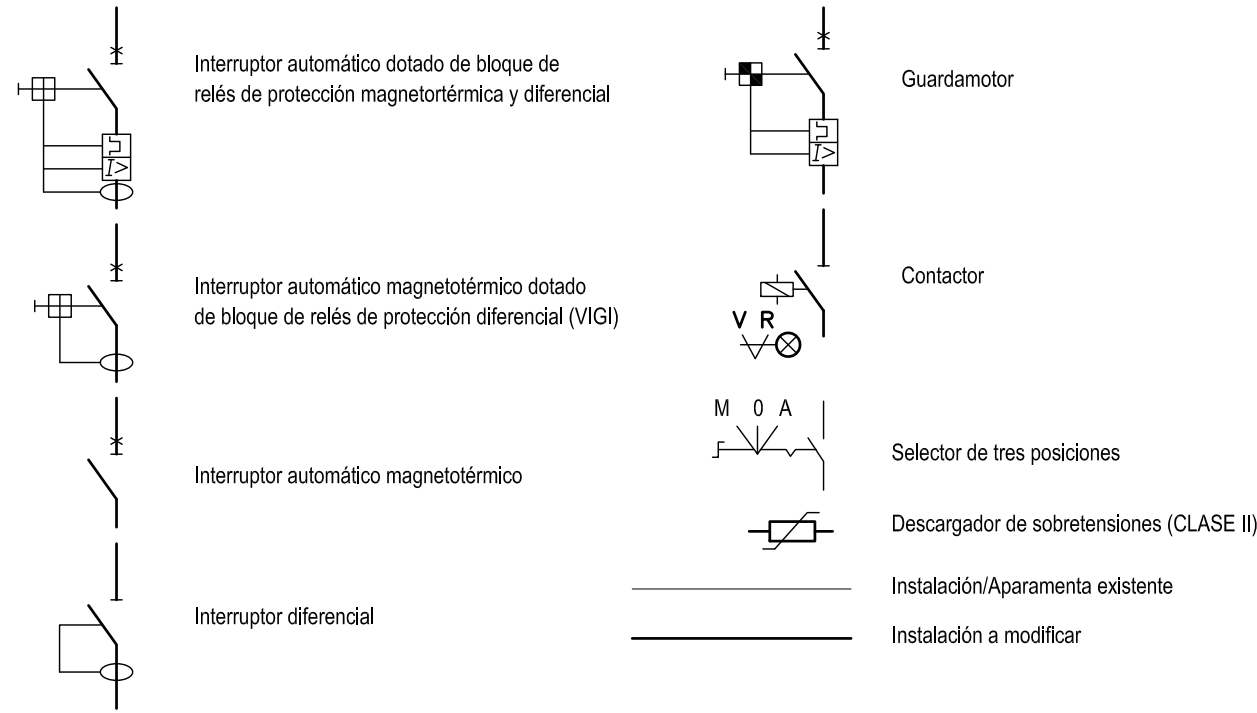 Interruptor automático dotado de bloque de
relés de protección magnetortérmica y diferencial
I>
Interruptor automático magnetotérmico dotado
de bloque de relés de protección diferencial (VIGI)
Interruptor automático magnetotérmico
Interruptor diferencial
Guardamotor
I>
Contactor
V R
M 0 A
Selector de tres posiciones
Descargador de sobretensiones (CLASE II)
Instalación/Aparamenta existente
Instalación a modificar